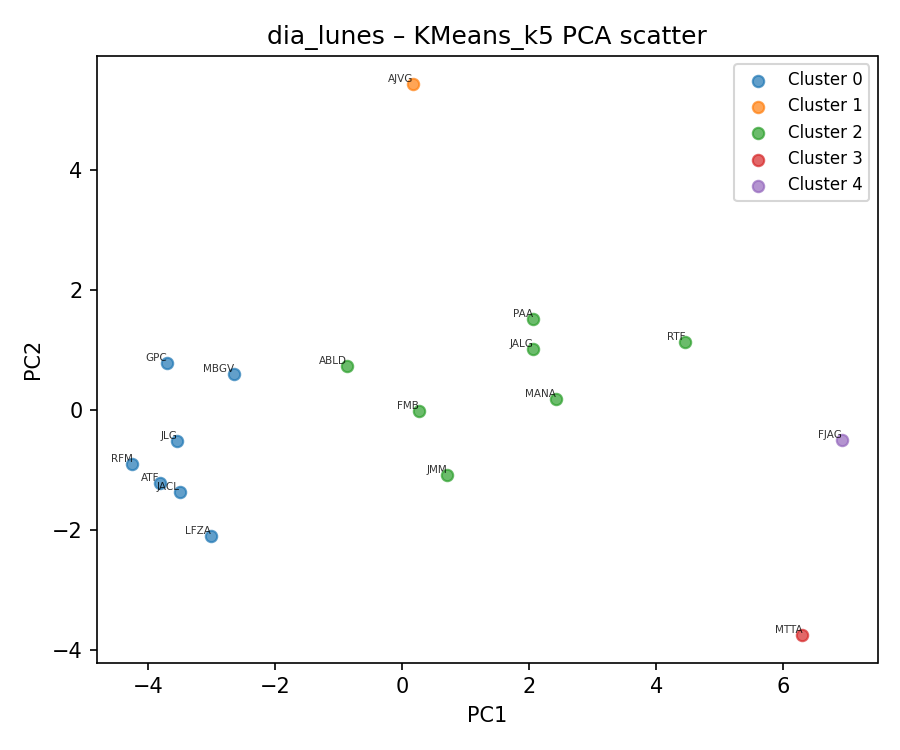 dia_lunes – KMeans_k5 PCA scatter
Cluster 0
Cluster 1
Cluster 2
Cluster 3
Cluster 4
AJVG
PAA
JALG
RTF
GPC
MBGV
ABLD
MANA
FMB
FJAG
JLG
RFM
ATF
JACL
JMM
LFZA
MTTA
4
2
0
−2
−4
PC2
−4
−2
0
2
4
6
PC1